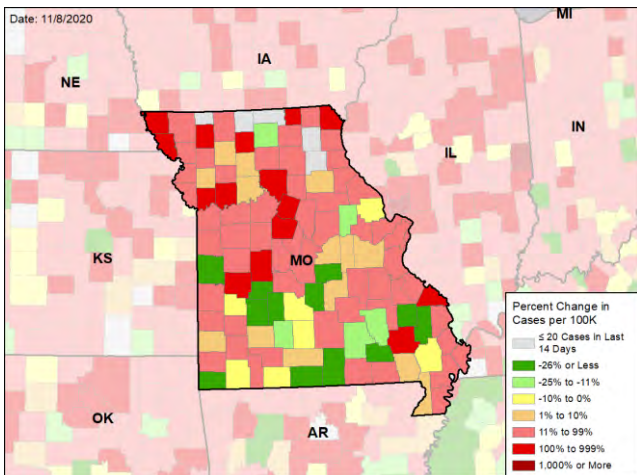 Date: 11/8/2020
MI
IA
NE
IL
IN
KS
MO
OK
AR
Percent Change in
Cases per 100K
≤ 20 Cases in Last
14 Days
-26% or Less
-25% to -11%
-10% to 0%
1% to 10%
11% to 99%
100% to 999%
1,000% or More